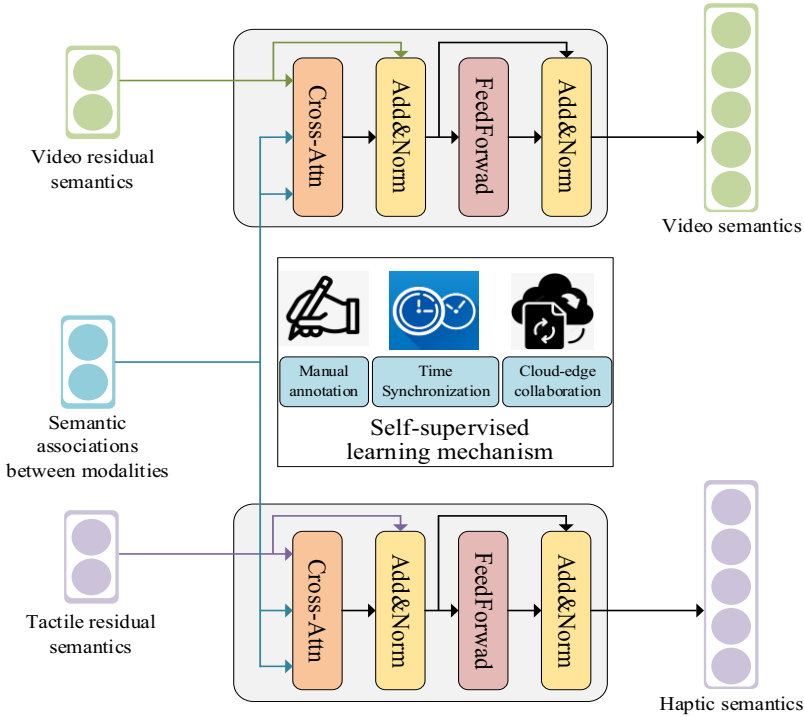 Cross-Attn
Add&Norm
FeedForwad
Add&Norm
Video residual
semantics
Video semantics
Manual
annotation
Time
Synchronization
Cloud-edge
collaboration
Self-supervised
learning mechanism
Semantic
associations
between modalities
Cross-Attn
Add&Norm
FeedForwad
Add&Norm
Tactile residual
semantics
Haptic semantics